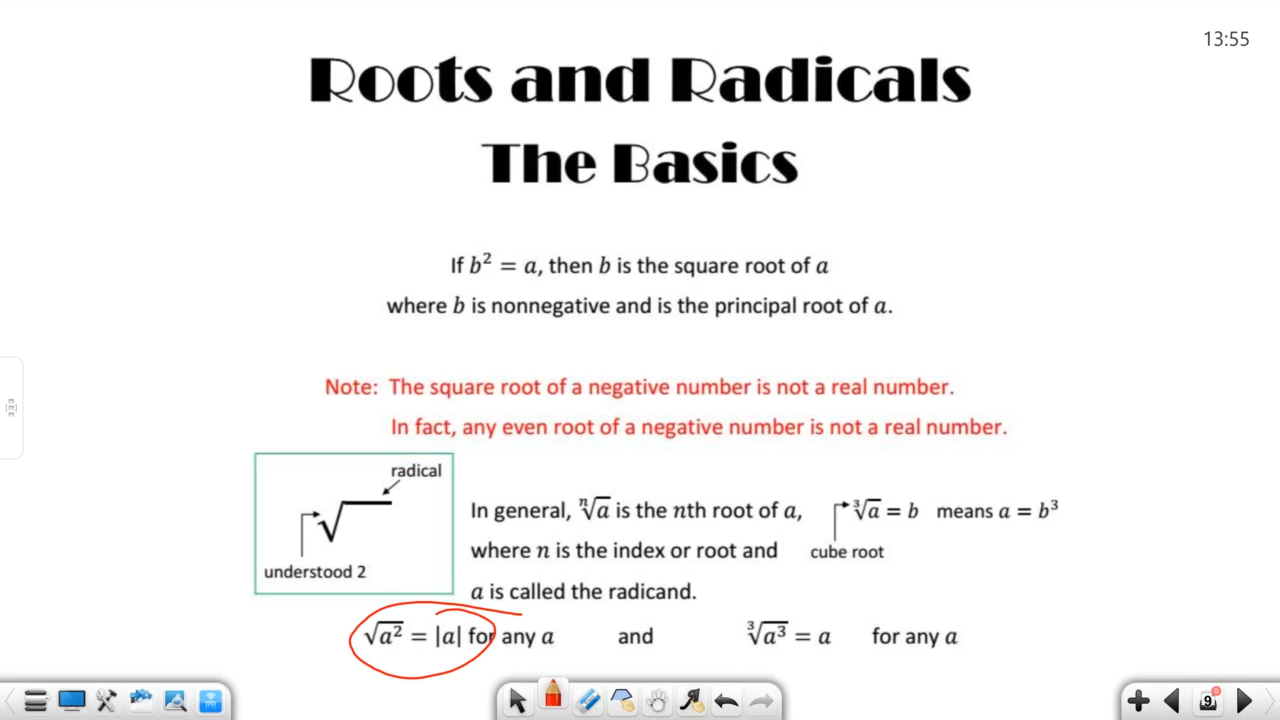 13:55
Roots and Radicals
The Basics
If b² = a, then b is the square root of a
where b is nonnegative and is the principal root of a.
Note: The square root of a negative number is not a real number.
In fact, any even root of a negative number is not a real number.
radical
√
understood 2
In general, ⁿ√a is the nth root of a,
where n is the index or root and
a is called the radicand.
³√a = b means a = b³
cube root
√a² = |a| for any a and ³√a³ = a for any a
9